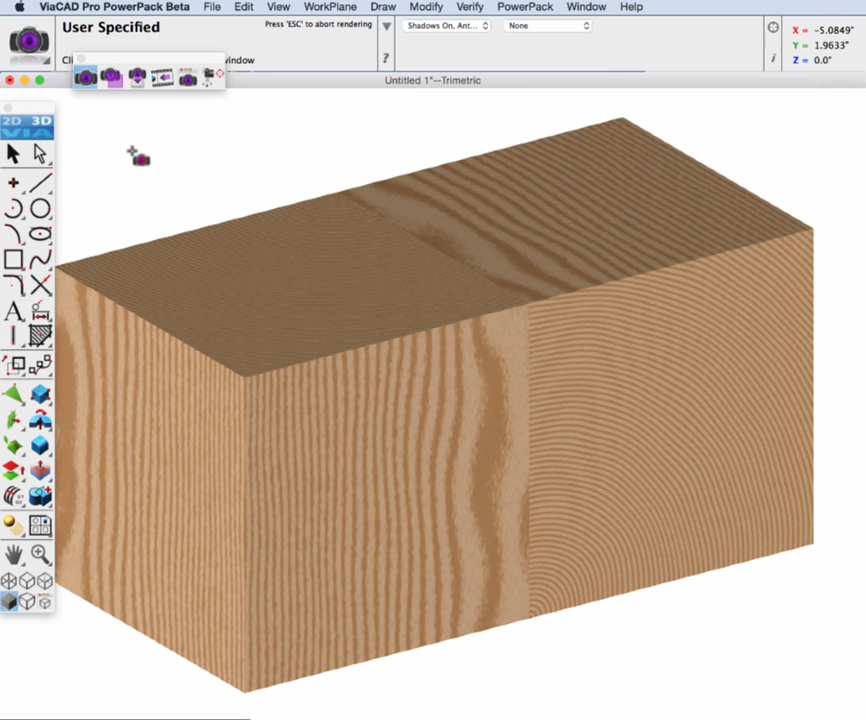 ViaCAD Pro PowerPack Beta File Edit View WorkPlane Draw Modify Verify PowerPack Window Help
User Specified
Press 'ESC' to abort rendering
Shadows On, Ant...
None
X = -5.0849"
Y = 1.9633"
Z = 0.0"
?
i
Untitled 1"--Trimetric
2D 3D
VIA
A